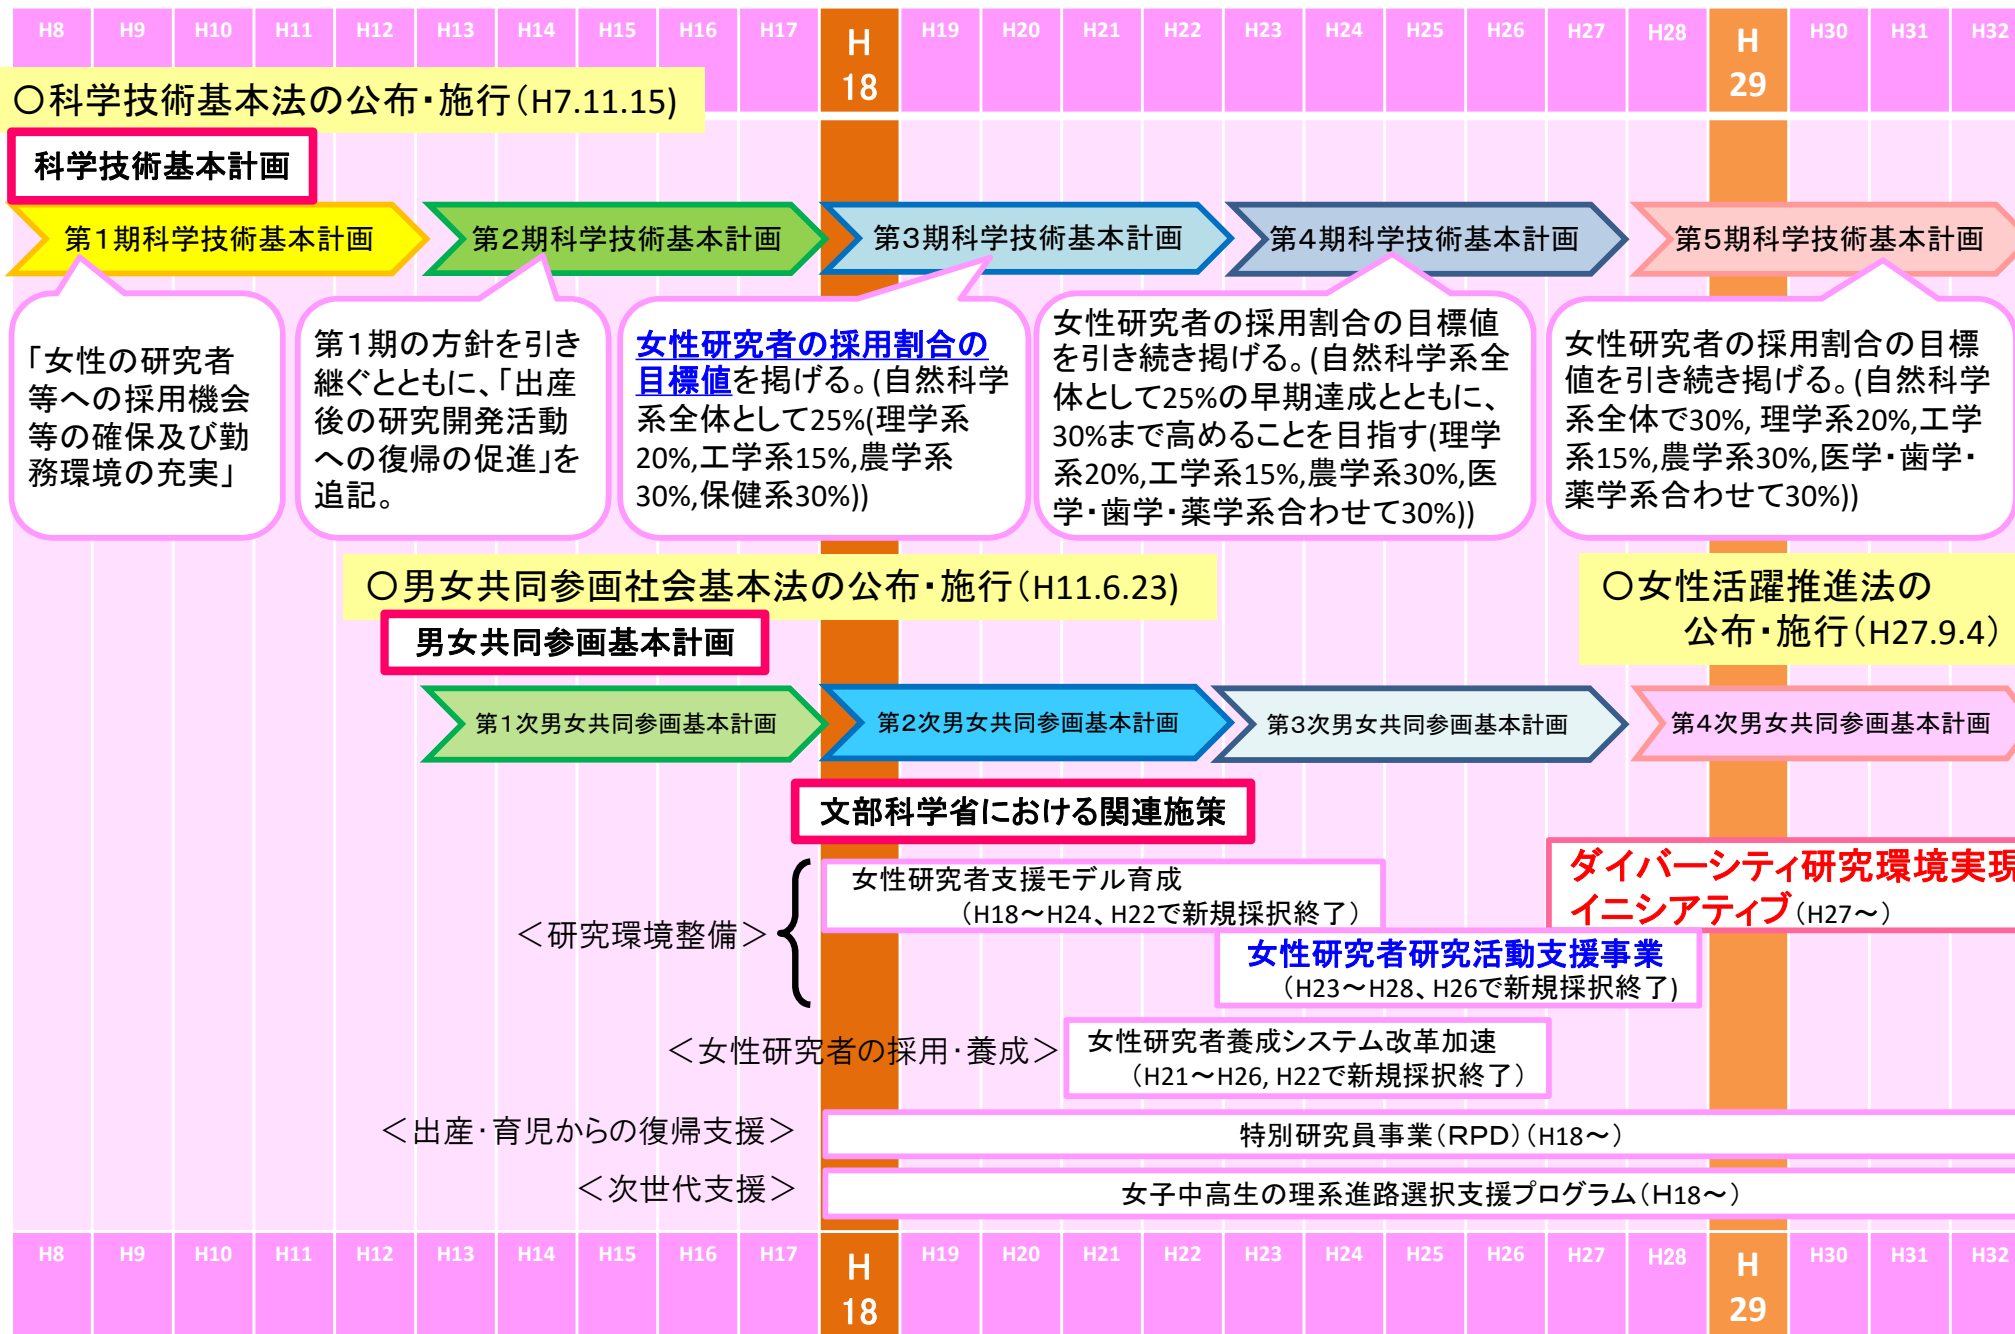 H8 H9 H10 H11 H12 H13 H14 H15 H16 H17 H 18 H19 H20 H21 H22 H23 H24 H25 H26 H27 H28 H 29 H30 H31 H32
○科学技術基本法の公布・施行（H7.11.15)
科学技術基本計画
第１期科学技術基本計画
第２期科学技術基本計画
第３期科学技術基本計画
第４期科学技術基本計画
第５期科学技術基本計画
「女性の研究者
等への採用機会
等の確保及び勤
務環境の充実」
第１期の方針を引き
継ぐとともに、「出産
後の研究開発活動
への復帰の促進」を
追記。
女性研究者の採用割合の
目標値を掲げる。(自然科学
系全体として25%(理学系
20%,工学系15%,農学系
30%,保健系30%))
女性研究者の採用割合の目標値
を引き続き掲げる。(自然科学系全
体として25%の早期達成とともに、
30%まで高めることを目指す(理学
系20%,工学系15%,農学系30%,医
学・歯学・薬学系合わせて30%))
女性研究者の採用割合の目標
値を引き続き掲げる。(自然科学
系全体で30%, 理学系20%,工学
系15%,農学系30%,医学・歯学・
薬学系合わせて30%))
○男女共同参画社会基本法の公布・施行（H11.6.23)
○女性活躍推進法の
公布・施行（H27.9.4）
男女共同参画基本計画
第１次男女共同参画基本計画
第２次男女共同参画基本計画
第３次男女共同参画基本計画
第４次男女共同参画基本計画
文部科学省における関連施策
＜研究環境整備＞
女性研究者支援モデル育成
（H18～H24、H22で新規採択終了）
ダイバーシティ研究環境実現
イニシアティブ（H27～）
女性研究者研究活動支援事業
（H23～H28、H26で新規採択終了)
＜女性研究者の採用・養成＞
女性研究者養成システム改革加速
（H21～H26, H22で新規採択終了）
＜出産・育児からの復帰支援＞
特別研究員事業（ＲＰＤ）（H18～）
＜次世代支援＞
女子中高生の理系進路選択支援プログラム（Ｈ18～）
H8 H9 H10 H11 H12 H13 H14 H15 H16 H17 H 18 H19 H20 H21 H22 H23 H24 H25 H26 H27 H28 H 29 H30 H31 H32